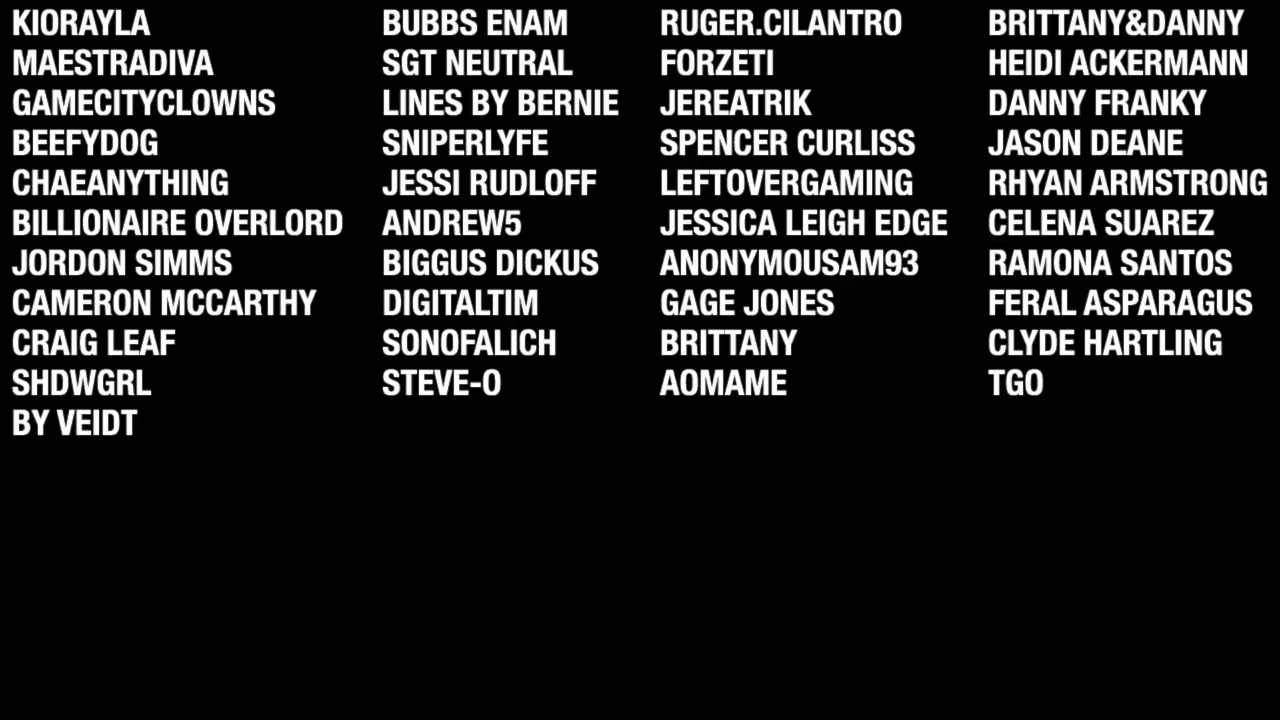 KIORAYLA
MAESTRADIVA
GAMECITYCLOWNS
BEEFYDOG
CHAEANYTHING
BILLIONAIRE OVERLORD
JORDON SIMMS
CAMERON MCCARTHY
CRAIG LEAF
SHDWGRL
BY VEIDT
BUBBS ENAM
SGT NEUTRAL
LINES BY BERNIE
SNIPERLYFE
JESSI RUDLOFF
ANDREW5
BIGGUS DICKUS
DIGITALTIM
SONOFALICH
STEVE-O
RUGER.CILANTRO
FORZETI
JEREATRIK
SPENCER CURLISS
LEFTOVERGAMING
JESSICA LEIGH EDGE
ANONYMOUSAM93
GAGE JONES
BRITTANY
AOMAME
BRITTANY&DANNY
HEIDI ACKERMANN
DANNY FRANKY
JASON DEANE
RHYAN ARMSTRONG
CELENA SUAREZ
RAMONA SANTOS
FERAL ASPARAGUS
CLYDE HARTLING
TGO